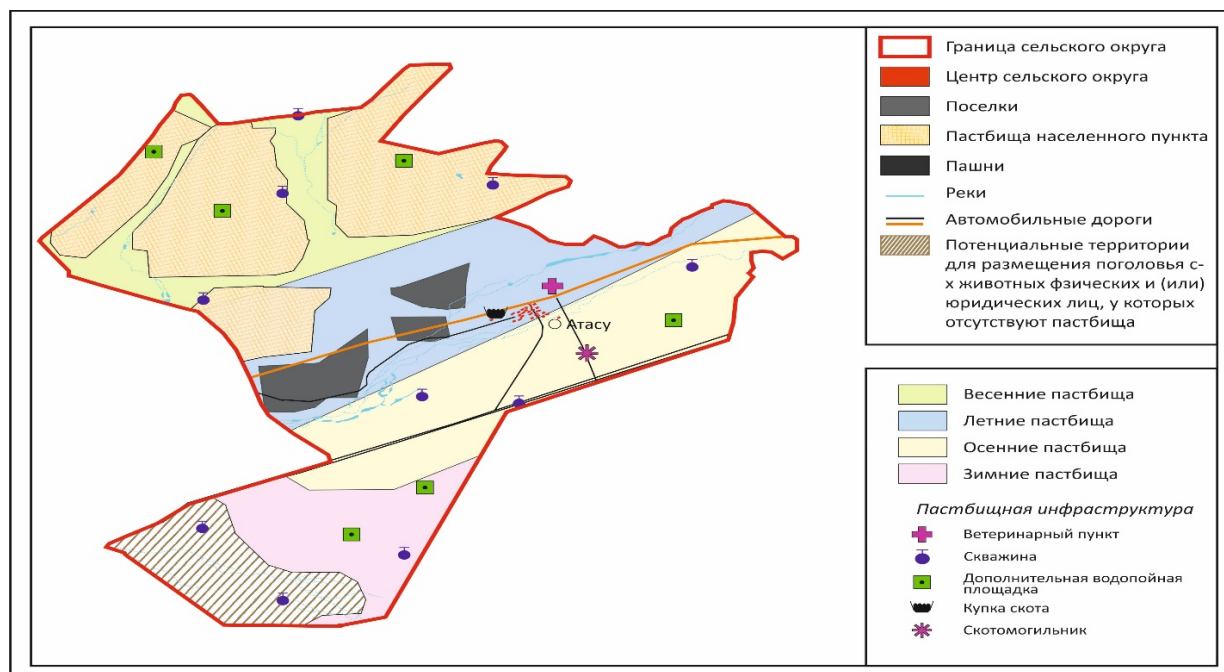 Граница сельского округа
Центр сельского округа
Поселки
Пастбища населенного пункта
Пашни
Реки
Автомобильные дороги
Потенциальные территории
для размещения поголовья с-
х животных фзических и (или)
юридических лиц, у которых
отсутствуют пастбища
Атасу
Весенние пастбища
Летние пастбища
Осенние пастбища
Зимние пастбища
Пастбищная инфраструктура
Ветеринарный пункт
Скважина
Дополнительная водопойная
площадка
Купка скота
Скотомогильник